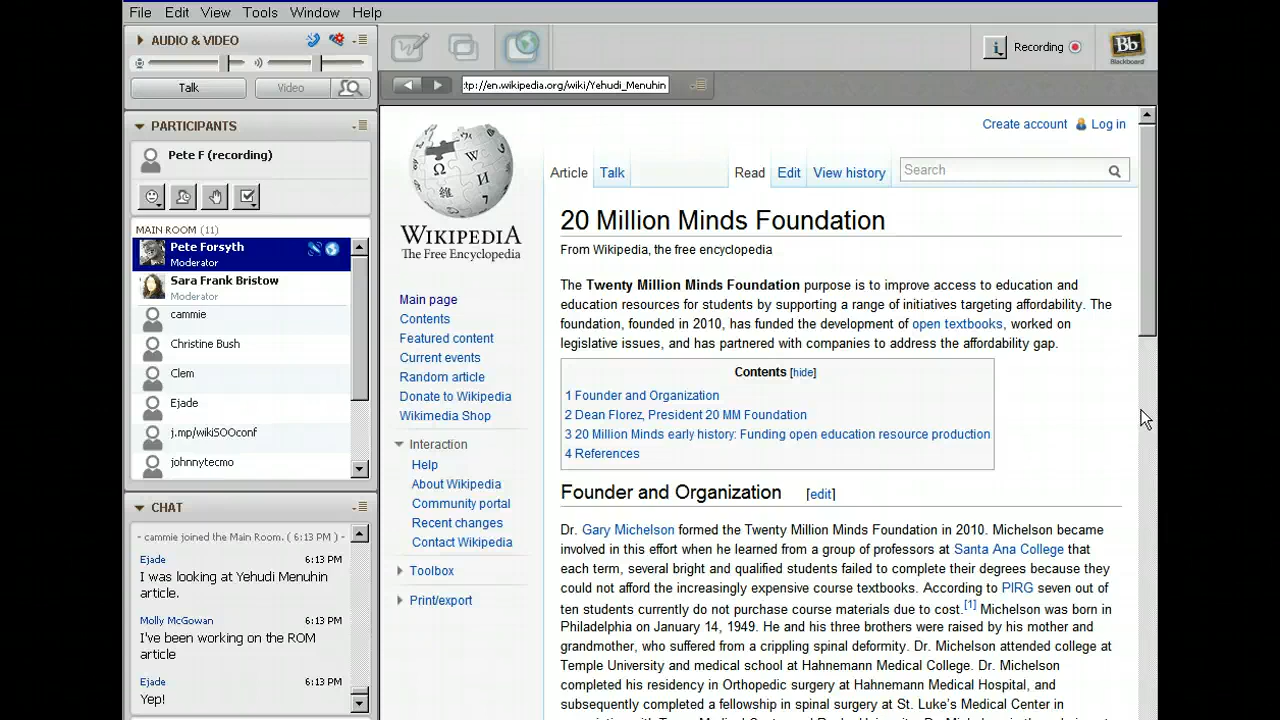 File Edit View Tools Window Help
AUDIO & VIDEO
Talk
Video
PARTICIPANTS
Pete F (recording)
MAIN ROOM (11)
Pete Forsyth
Moderator
Sara Frank Bristow
Moderator
cammie
Christine Bush
Clem
Ejade
j.mp/wikiSOOconf
johnnytecmo
CHAT
- cammie joined the Main Room. ( 6:13 PM ) -
Ejade 6:13 PM
I was looking at Yehudi Menuhin
article.
Molly McGowan 6:13 PM
I've been working on the ROM
article
Ejade 6:13 PM
Yep!
Recording
Bb
Blackboard
:tp://en.wikipedia.org/wiki/Yehudi_Menuhin
Create account Log in
WIKIPEDIA
The Free Encyclopedia
Main page
Contents
Featured content
Current events
Random article
Donate to Wikipedia
Wikimedia Shop
Interaction
Help
About Wikipedia
Community portal
Recent changes
Contact Wikipedia
Toolbox
Print/export
Article Talk Read Edit View history Search
20 Million Minds Foundation
From Wikipedia, the free encyclopedia
The Twenty Million Minds Foundation purpose is to improve access to education and
education resources for students by supporting a range of initiatives targeting affordability. The
foundation, founded in 2010, has funded the development of open textbooks, worked on
legislative issues, and has partnered with companies to address the affordability gap.
Contents [hide]
1 Founder and Organization
2 Dean Florez, President 20 MM Foundation
3 20 Million Minds early history: Funding open education resource production
4 References
Founder and Organization [edit]
Dr. Gary Michelson formed the Twenty Million Minds Foundation in 2010. Michelson became
involved in this effort when he learned from a group of professors at Santa Ana College that
each term, several bright and qualified students failed to complete their degrees because they
could not afford the increasingly expensive course textbooks. According to PIRG seven out of
ten students currently do not purchase course materials due to cost.[1] Michelson was born in
Philadelphia on January 14, 1949. He and his three brothers were raised by his mother and
grandmother, who suffered from a crippling spinal deformity. Dr. Michelson attended college at
Temple University and medical school at Hahnemann Medical College. Dr. Michelson
completed his residency in Orthopedic surgery at Hahnemann Medical Hospital, and
subsequently completed a fellowship in spinal surgery at St. Luke's Medical Center in